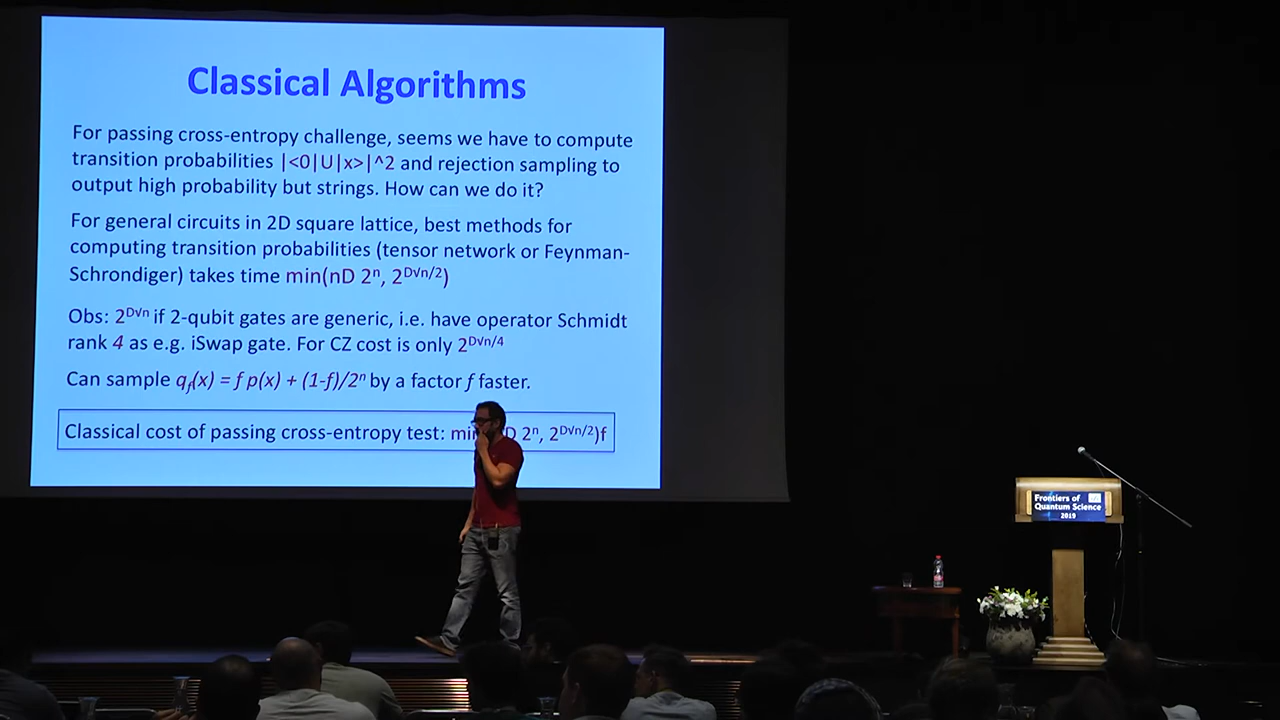 Classical Algorithms
For passing cross-entropy challenge, seems we have to compute
transition probabilities |<0|U|x>|^2 and rejection sampling to
output high probability but strings. How can we do it?
For general circuits in 2D square lattice, best methods for
computing transition probabilities (tensor network or Feynman-
Schrondiger) takes time min(nD 2ⁿ, 2^D√n/2)
Obs: 2^D√n if 2-qubit gates are generic, i.e. have operator Schmidt
rank 4 as e.g. iSwap gate. For CZ cost is only 2^D√n/4
Can sample q_f(x) = f p(x) + (1-f)/2ⁿ by a factor f faster.
Classical cost of passing cross-entropy test: D 2ⁿ, 2^D√n/2)f
Frontiers of
Quantum Science
2019